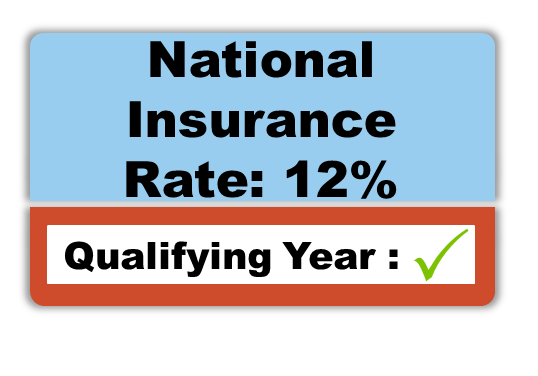 National
Insurance
Rate: 12%
Qualifying Year :